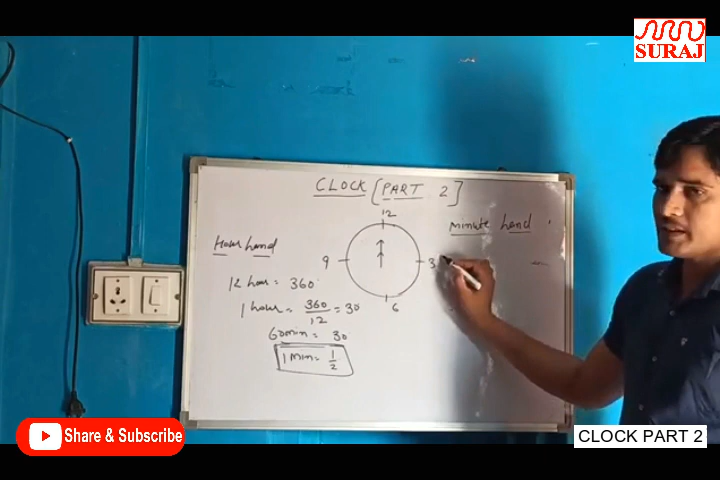 SURAJ
CLOCK [PART 2]
12
minute hand
Hour hand
9
3
12 hour = 360°
1 hour = 360/12 = 30
6
60 min = 30
1 min = 1/2
Share & Subscribe
CLOCK PART 2